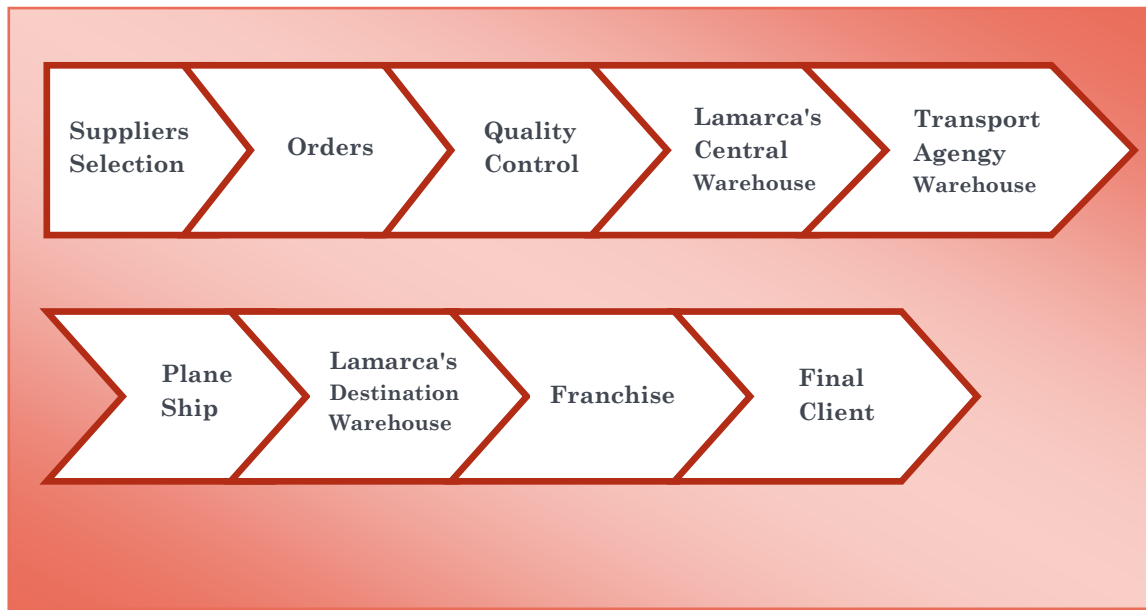 Suppliers
Selection
Orders
Quality
Control
Lamarca's
Central
Warehouse
Transport
Agengy
Warehouse
Plane
Ship
Lamarca's
Destination
Warehouse
Franchise
Final
Client